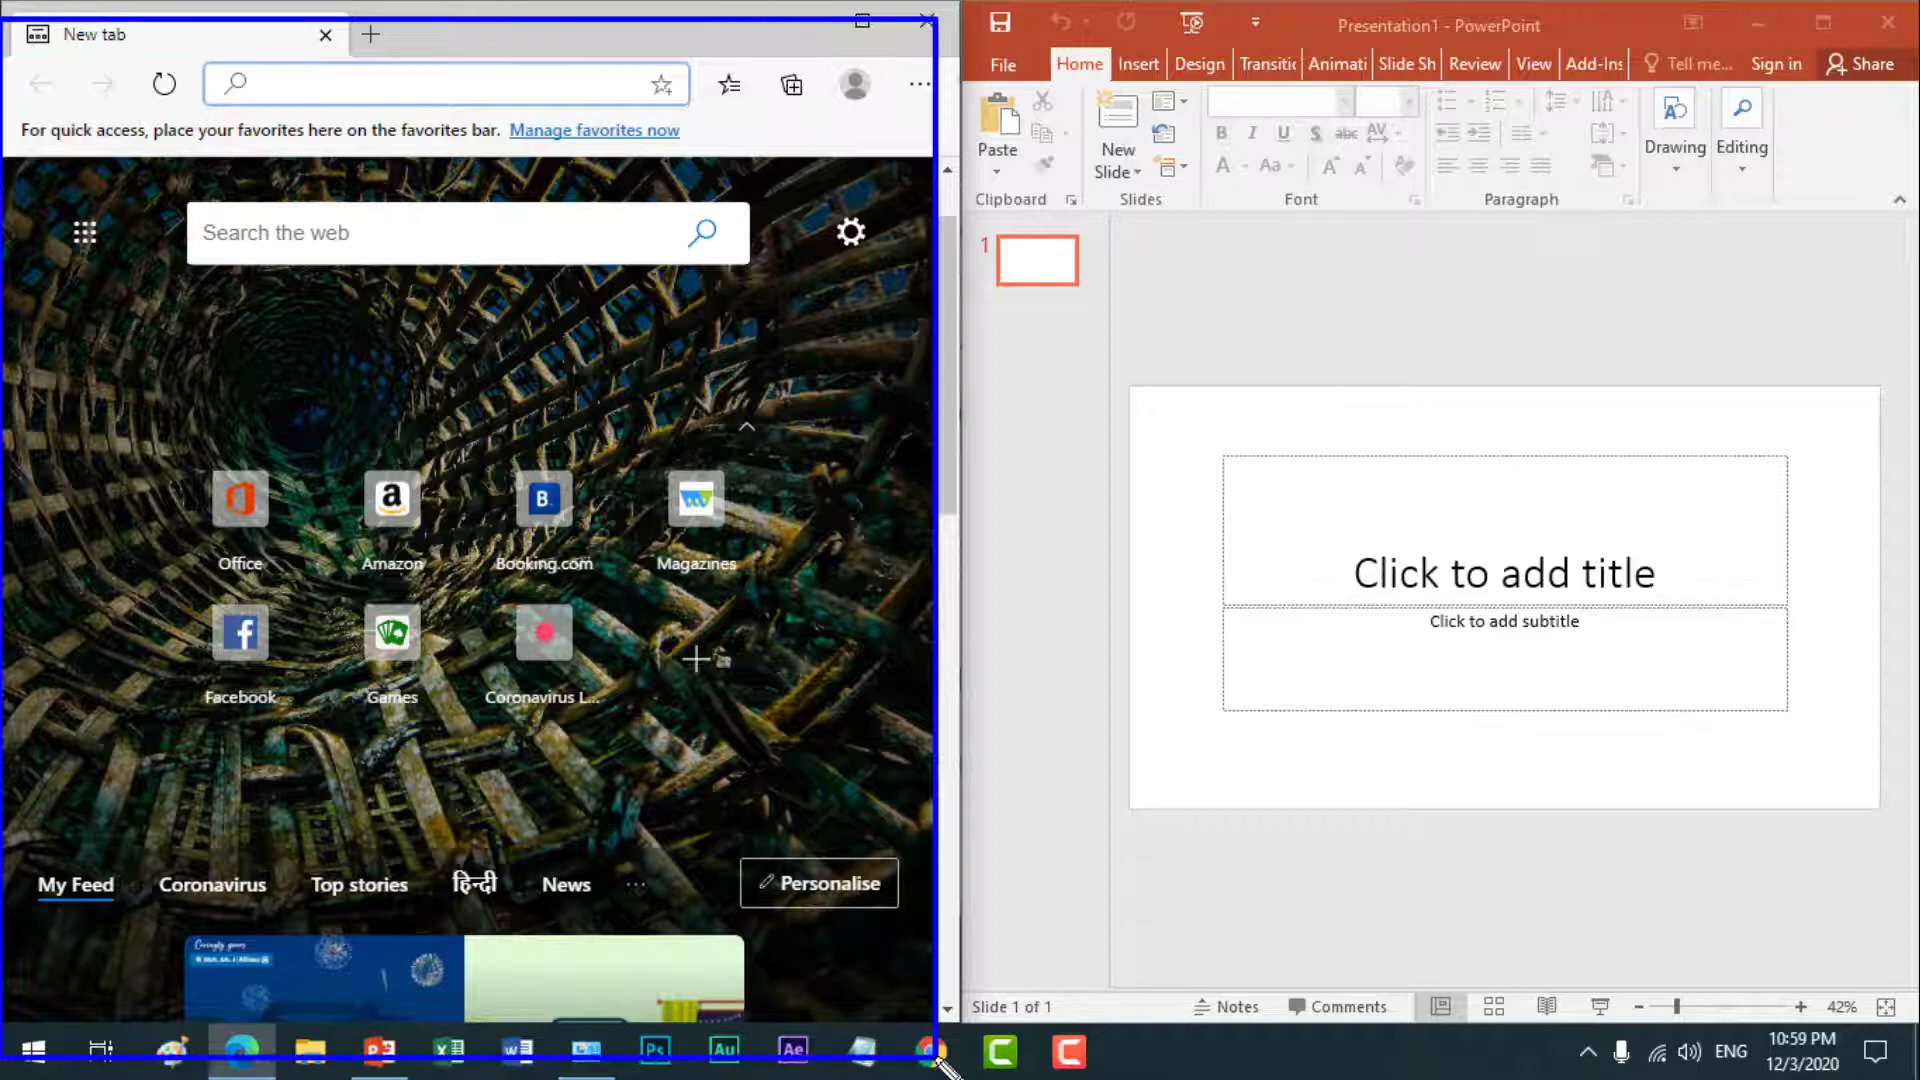 New tab
For quick access, place your favorites here on the favorites bar. Manage favorites now
Search the web
Office
Amazon
Booking.com
Magazines
Facebook
Games
Coronavirus L...
My Feed
Coronavirus
Top stories
हिन्दी
News
Personalise
Presentation1 - PowerPoint
File
Home
Insert
Design
Transitic
Animati
Slide Sh
Review
View
Add-Ins
Tell me...
Sign in
Share
Paste
New
Slide
Drawing
Editing
Clipboard
Slides
Font
Paragraph
1
Click to add title
Click to add subtitle
Slide 1 of 1
Notes
Comments
42%
Ps
Au
Ae
ENG
10:59 PM
12/3/2020